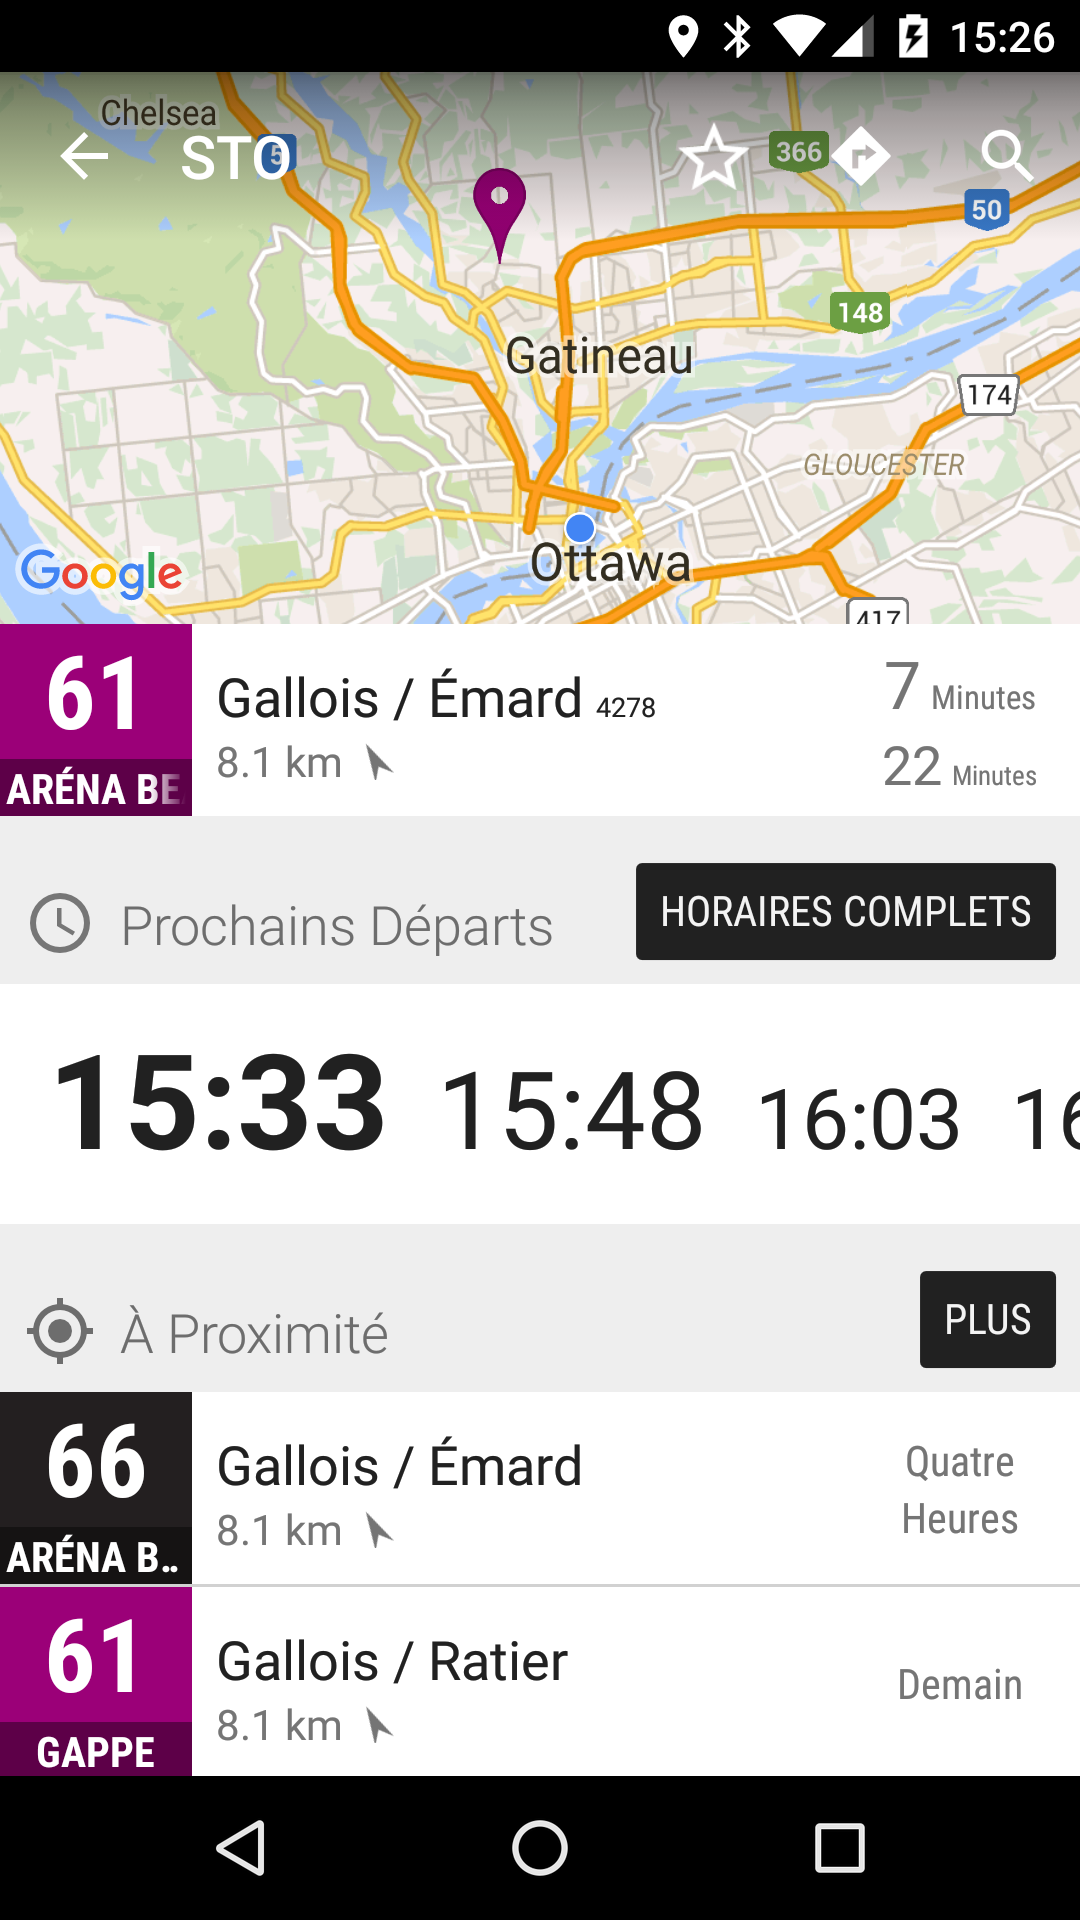 15:26
Chelsea
STO
5
366
50
148
Gatineau
174
GLOUCESTER
Ottawa
Google
417
61
ARÉNA BE
Gallois / Émard 4278
8.1 km
7 Minutes
22 Minutes
Prochains Départs
HORAIRES COMPLETS
15:33 15:48 16:03 16
À Proximité
PLUS
66
ARÉNA B..
Gallois / Émard
8.1 km
Quatre
Heures
61
GAPPE
Gallois / Ratier
8.1 km
Demain